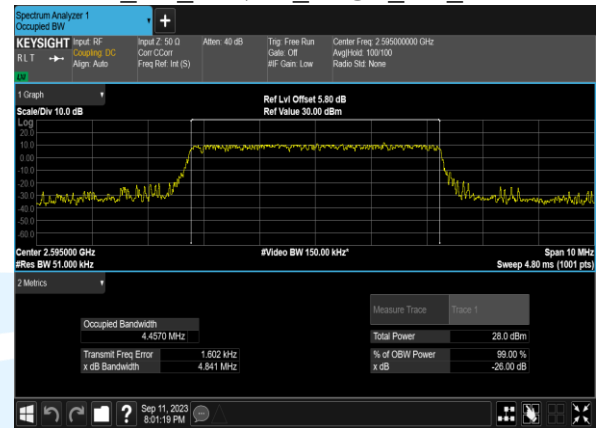 Spectrum Analyzer 1
Occupied BW
KEYSIGHT Input: RF Input Z: 50 Ω Atten: 40 dB Trig: Free Run Center Freq: 2.595000000 GHz
RLT Coupling: DC Corr CCorr Gate: Off Avg|Hold: 100/100
Align: Auto Freq Ref: Int (S) #IF Gain: Low Radio Std: None
1 Graph
Ref Lvl Offset 5.80 dB
Scale/Div 10.0 dB Ref Value 30.00 dBm
Log
20.0
10.0
0.00
-10.0
-20.0
-30.0
-40.0
-50.0
-60.0
Center 2.595000 GHz #Video BW 150.00 kHz* Span 10 MHz
#Res BW 51.000 kHz Sweep 4.80 ms (1001 pts)
2 Metrics
Measure Trace Trace 1
Occupied Bandwidth
4.4570 MHz Total Power 28.0 dBm
Transmit Freq Error 1.602 kHz % of OBW Power 99.00 %
x dB Bandwidth 4.841 MHz x dB -26.00 dB
?
Sep 11, 2023
8:01:19 PM